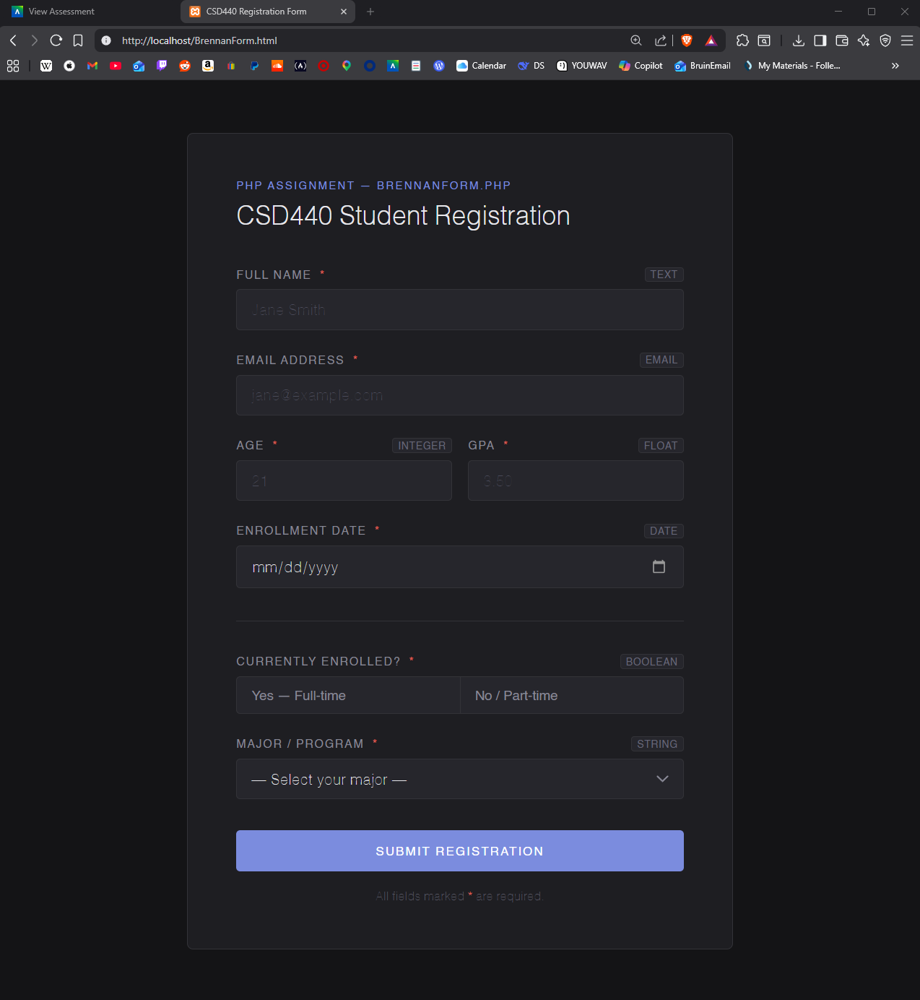 View Assessment
CSD440 Registration Form
http://localhost/BrennanForm.html
Calendar
DS
YOUWAV
Copilot
BruinEmail
My Materials - Folle...
PHP ASSIGNMENT — BRENNANFORM.PHP
CSD440 Student Registration
FULL NAME * TEXT
Jane Smith
EMAIL ADDRESS * EMAIL
jane@example.com
AGE * INTEGER
21
GPA * FLOAT
3.50
ENROLLMENT DATE * DATE
mm/dd/yyyy
CURRENTLY ENROLLED? * BOOLEAN
Yes — Full-time
No / Part-time
MAJOR / PROGRAM * STRING
— Select your major —
SUBMIT REGISTRATION
All fields marked * are required.